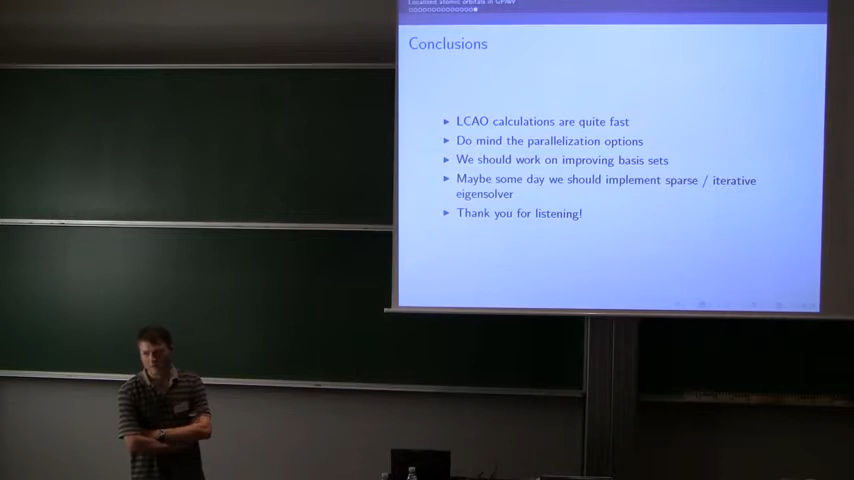 Localised atomic orbitals in GPAW
Conclusions
LCAO calculations are quite fast
Do mind the parallelization options
We should work on improving basis sets
Maybe some day we should implement sparse / iterative
eigensolver
Thank you for listening!